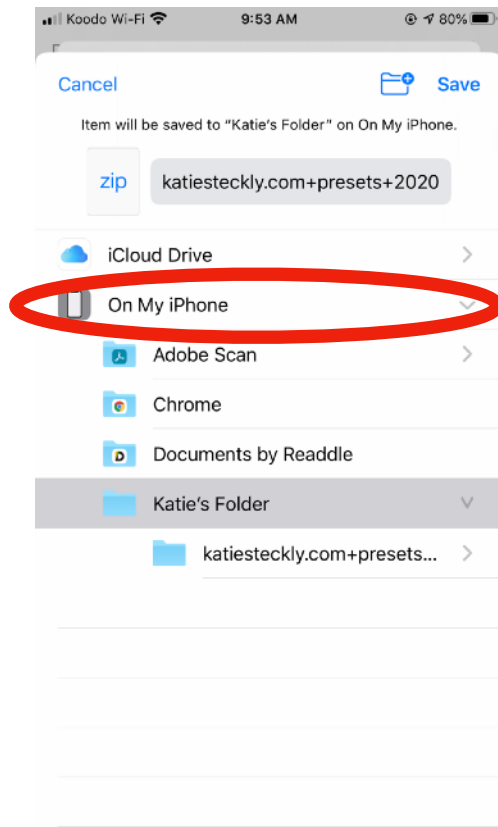 Koodo Wi-Fi 9:53 AM 80%
Cancel Save
Item will be saved to “Katie’s Folder” on On My iPhone.
zip katiesteckly.com+presets+2020
iCloud Drive
On My iPhone
Adobe Scan
Chrome
Documents by Readdle
Katie’s Folder
katiesteckly.com+presets...